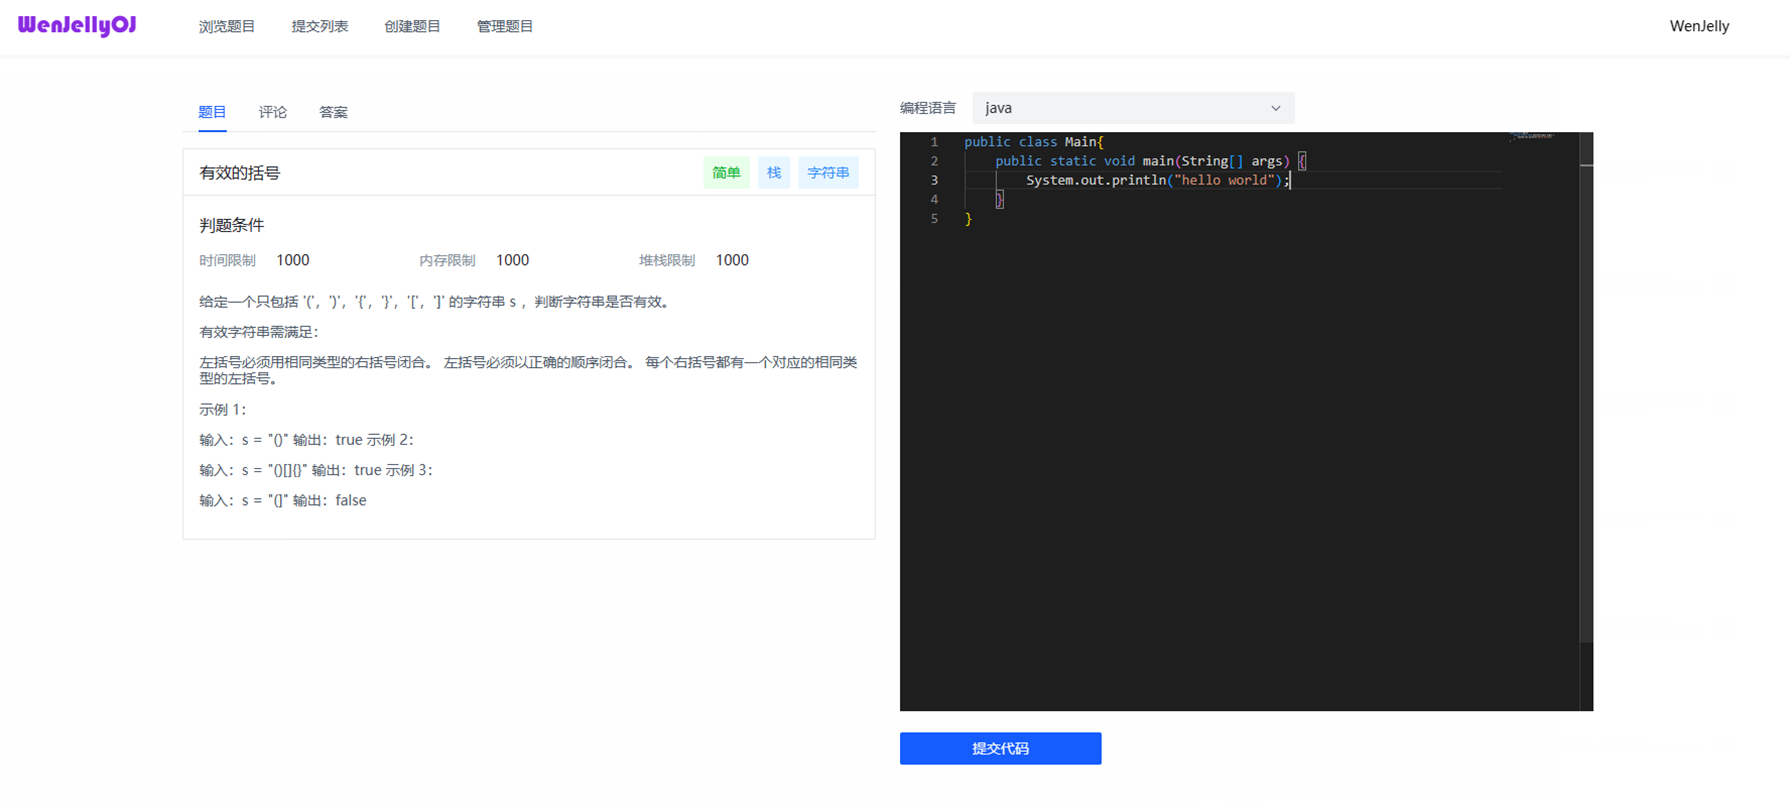 WenJellyOJ 浏览题目 提交列表 创建题目 管理题目 WenJelly
题目 评论 答案
有效的括号 简单 栈 字符串
判题条件
时间限制 1000 内存限制 1000 堆栈限制 1000
给定一个只包括 '(', ')', '{', '}', '[', ']' 的字符串 s ，判断字符串是否有效。
有效字符串需满足：
左括号必须用相同类型的右括号闭合。 左括号必须以正确的顺序闭合。 每个右括号都有一个对应的相同类
型的左括号。
示例 1：
输入：s = "()" 输出：true 示例 2：
输入：s = "()[]{}" 输出：true 示例 3：
输入：s = "(]" 输出：false
编程语言 java
1 public class Main{
2 public static void main(String[] args) {
3 System.out.println("hello world");
4 }
5 }
提交代码